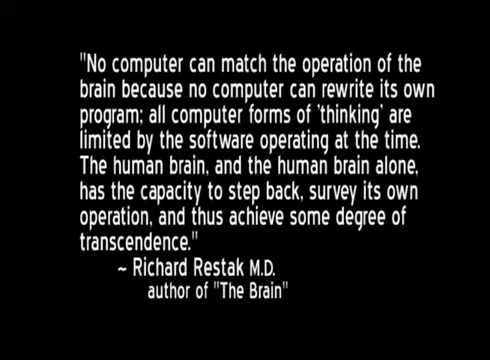 "No computer can match the operation of the
brain because no computer can rewrite its own
program; all computer forms of 'thinking' are
limited by the software operating at the time.
The human brain, and the human brain alone,
has the capacity to step back, survey its own
operation, and thus achieve some degree of
transcendence."
~ Richard Restak M.D.
author of "The Brain"